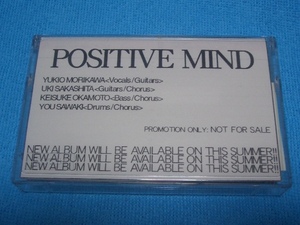 POSITIVE MIND
YUKIO MORIKAWA<Vocals/Guitars>
UKI SAKASHITA<Guitars/Chorus>
KEISUKE OKAMOTO<Bass/Chorus>
YOU SAWAKI<Drums/Chorus>
PROMOTION ONLY: NOT FOR SALE
NEW ALBUM WILL BE AVAILABLE ON THIS SUMMER!!
NEW ALBUM WILL BE AVAILABLE ON THIS SUMMER!!
NEW ALBUM WILL BE AVAILABLE ON THIS SUMMER!!